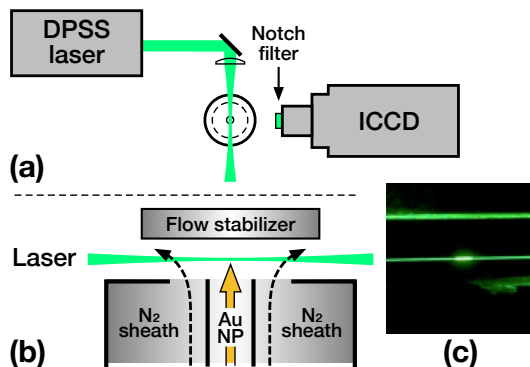 DPSS
laser
Notch
filter
ICCD
(a)
Flow stabilizer
Laser
N₂
sheath
Au
NP
N₂
sheath
(b)
(c)